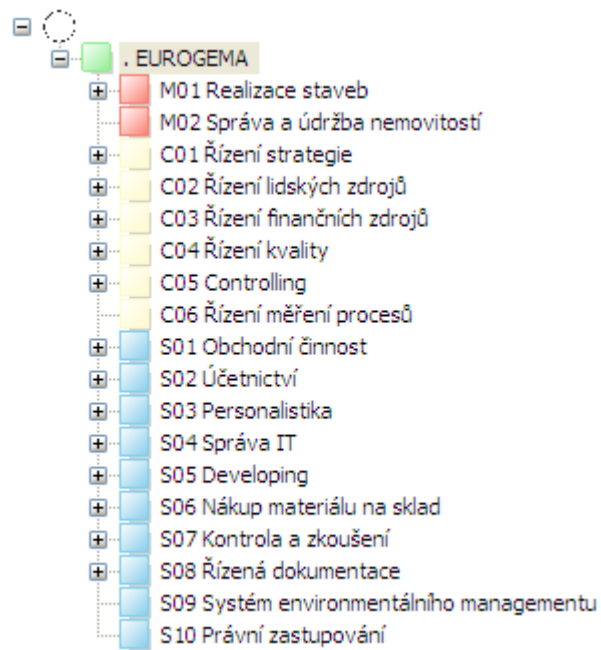 . EUROGEMA
M01 Realizace staveb
M02 Správa a údržba nemovitostí
C01 Řízení strategie
C02 Řízení lidských zdrojů
C03 Řízení finančních zdrojů
C04 Řízení kvality
C05 Controlling
C06 Řízení měření procesů
S01 Obchodní činnost
S02 Účetnictví
S03 Personalistika
S04 Správa IT
S05 Developing
S06 Nákup materiálu na sklad
S07 Kontrola a zkoušení
S08 Řízená dokumentace
S09 Systém environmentálního managementu
S10 Právní zastupování